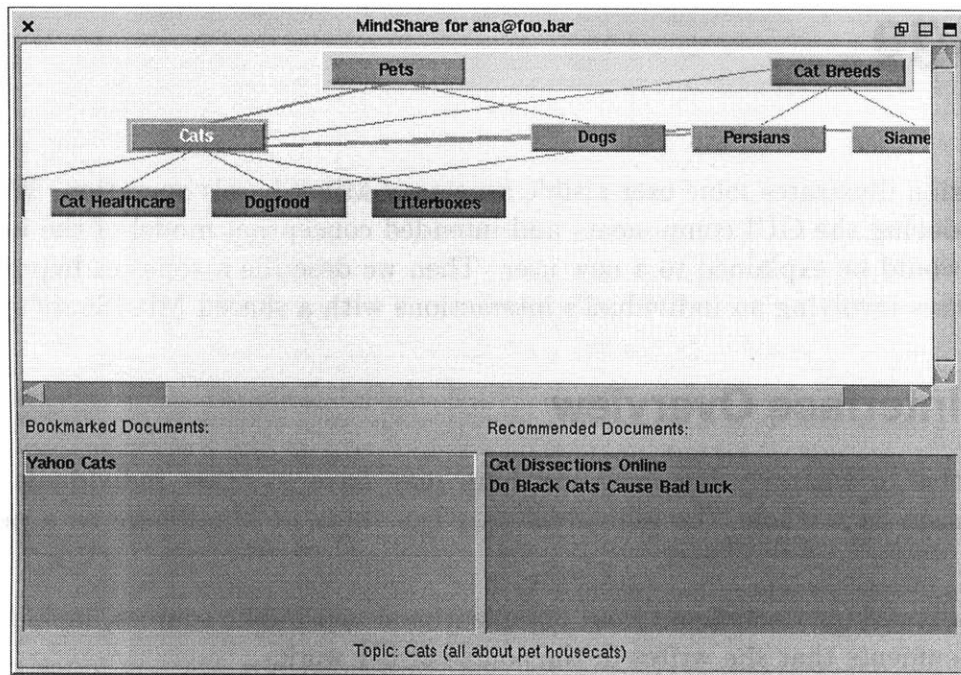 MindShare for ana@foo.bar
Pets
Cat Breeds
Cats
Dogs
Persians
Siame
Cat Healthcare
Dogfood
Litterboxes
Bookmarked Documents:
Recommended Documents:
Yahoo Cats
Cat Dissections Online
Do Black Cats Cause Bad Luck
Topic: Cats (all about pet housecats)